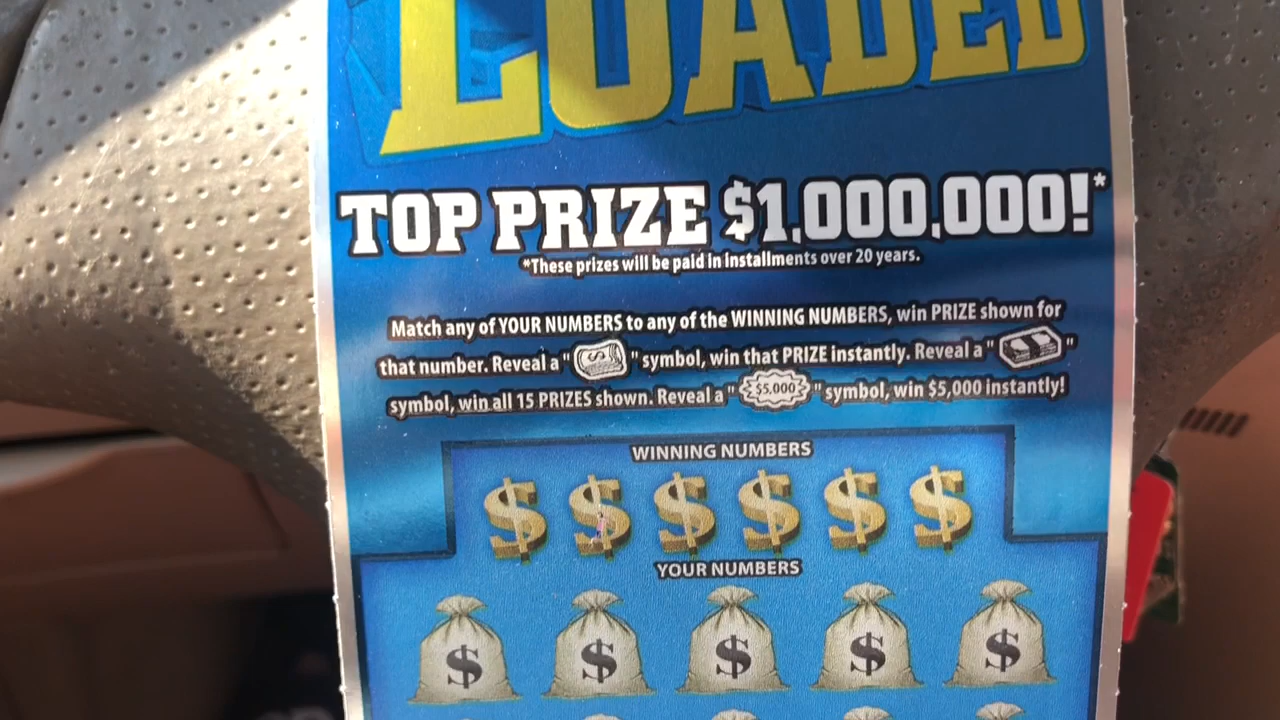 LOADED
TOP PRIZE $1,000,000!*
*These prizes will be paid in installments over 20 years.
Match any of YOUR NUMBERS to any of the WINNING NUMBERS, win PRIZE shown for
that number. Reveal a " $ " symbol, win that PRIZE instantly. Reveal a " "
symbol, win all 15 PRIZES shown. Reveal a " $5,000 " symbol, win $5,000 instantly!
WINNING NUMBERS
$ $ $ $ $ $
YOUR NUMBERS
$ $ $ $ $